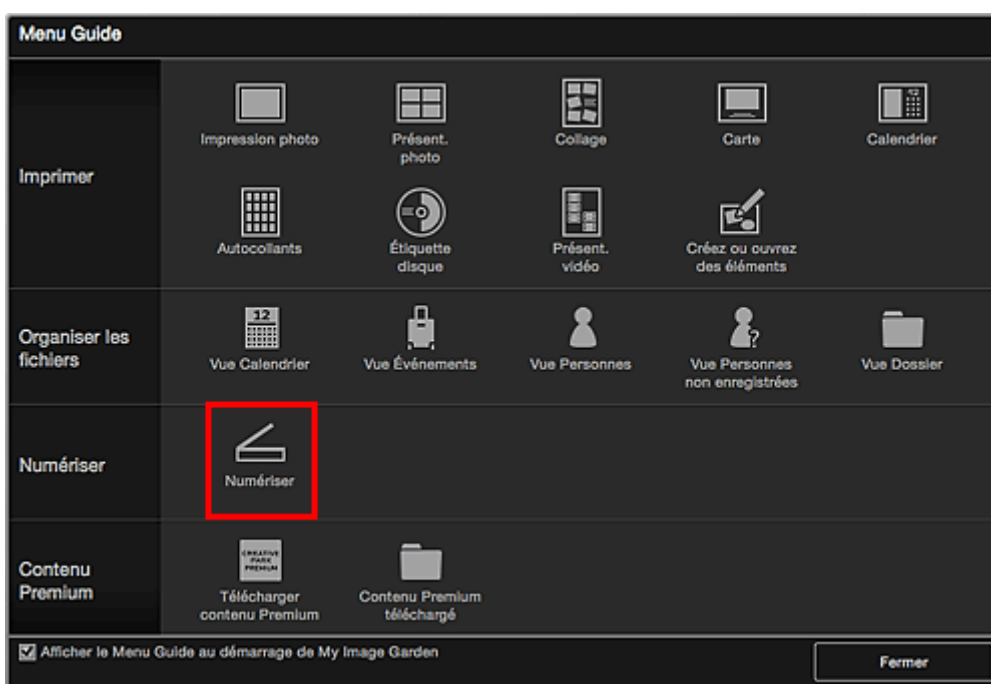 Menu Guide
Imprimer
Impression photo
Présent.
photo
Collage
Carte
Calendrier
Autocollants
Étiquette
disque
Présent.
vidéo
Créez ou ouvrez
des éléments
Organiser les
fichiers
12
Vue Calendrier
Vue Événements
Vue Personnes
?
Vue Personnes
non enregistrées
Vue Dossier
Numériser
Numériser
Contenu
Premium
CREATIVE
PARK
PREMIUM
Télécharger
contenu Premium
Contenu Premium
téléchargé
Afficher le Menu Guide au démarrage de My Image Garden
Fermer